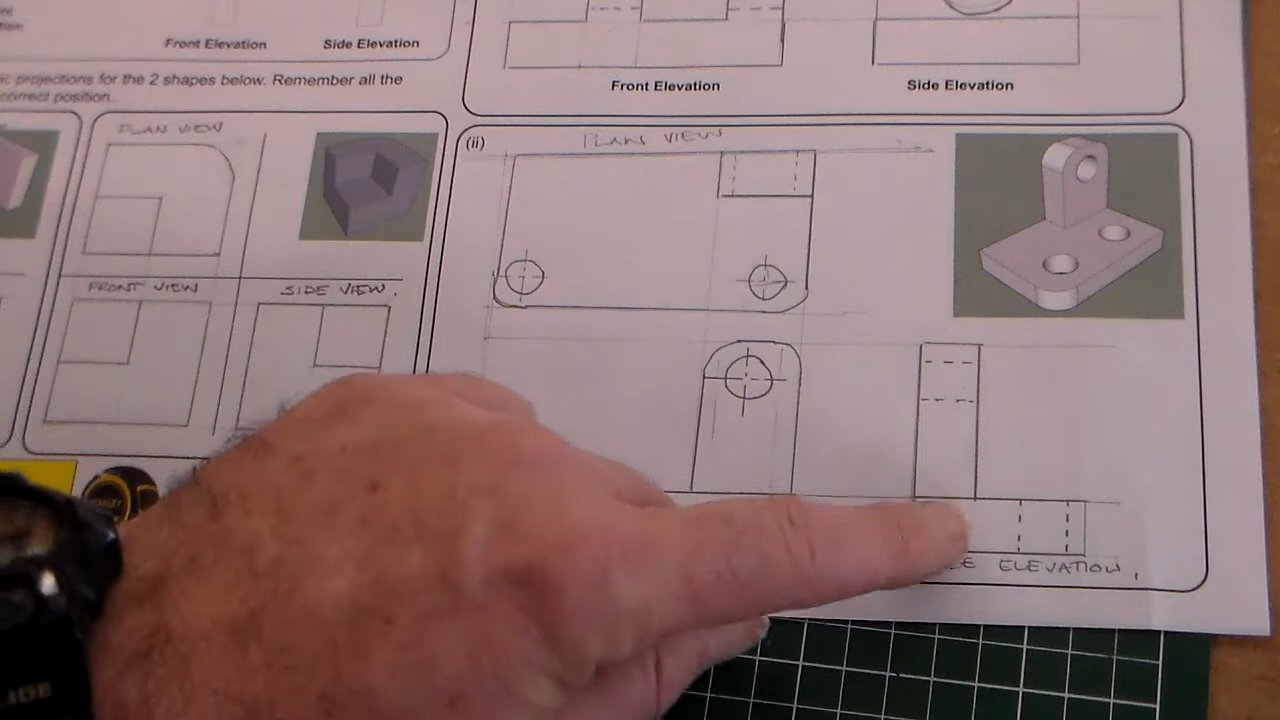 Front Elevation
Side Elevation
projections for the 2 shapes below. Remember all the
correct position.
Front Elevation
Side Elevation
PLAN VIEW
FRONT VIEW
SIDE VIEW.
(ii)
PLAN VIEW
ELEVATION